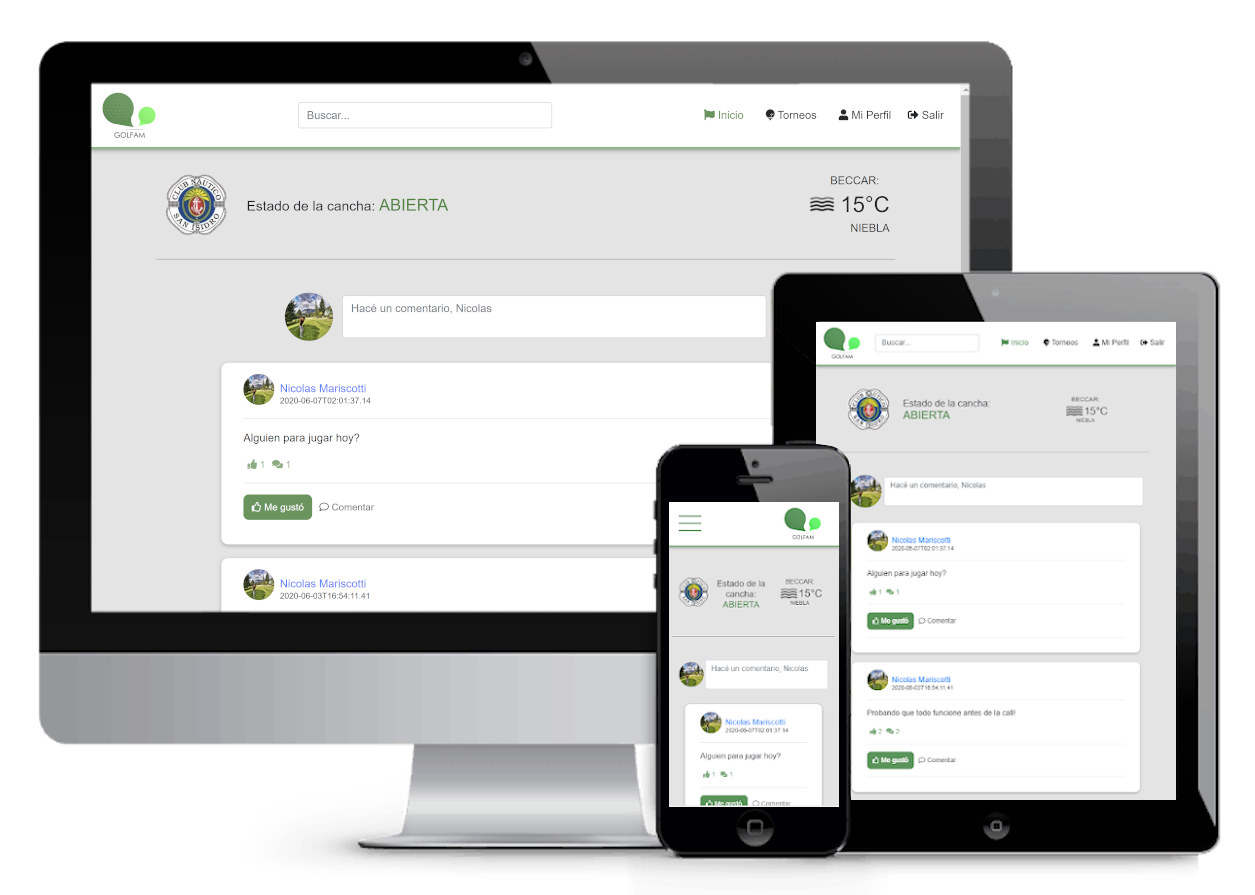 GOLFAM
Buscar...
Inicio
Torneos
Mi Perfil
Salir
CLUB NÁUTICO
SAN ISIDRO
Estado de la cancha: ABIERTA
BECCAR:
15°C
NIEBLA
Hacé un comentario, Nicolas
Nicolas Mariscotti
2020-06-07T02:01:37.14
Alguien para jugar hoy?
1 1
Me gustó Comentar
Nicolas Mariscotti
2020-06-03T16:54:11.41
GOLFAM
Buscar...
Inicio
Torneos
Mi Perfil
Salir
Estado de la cancha:
ABIERTA
BECCAR:
15°C
NIEBLA
Hacé un comentario, Nicolas
Nicolas Mariscotti
2020-06-07T02:01:37.14
Alguien para jugar hoy?
1 1
Me gustó Comentar
Nicolas Mariscotti
2020-06-03T16:54:11.41
Probando que todo funcione antes de la call!
2 2
Me gustó Comentar
GOLFAM
Estado de la
cancha:
ABIERTA
BECCAR:
15°C
NIEBLA
Hacé un comentario, Nicolas
Nicolas Mariscotti
2020-06-07T02:01:37.14
Alguien para jugar hoy?
1 1
Me gustó Comentar